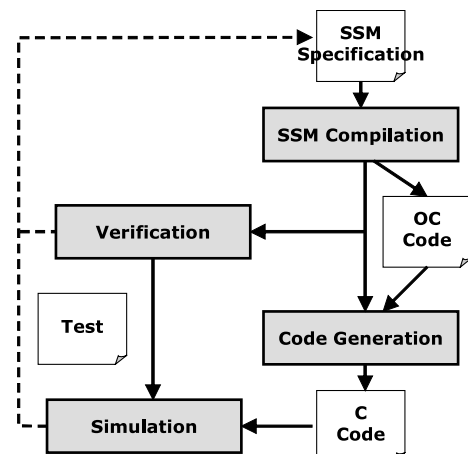 SSM
Specification
SSM Compilation
OC
Code
Verification
Test
Code Generation
C
Code
Simulation